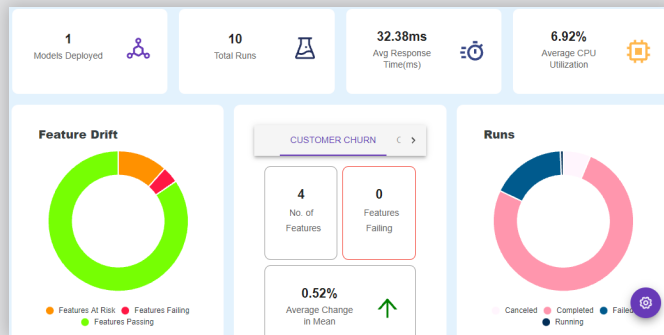 1
Models Deployed
10
Total Runs
32.38ms
Avg Response
Time(ms)
6.92%
Average CPU
Utilization
Feature Drift
Features At Risk
Features Failing
Features Passing
CUSTOMER CHURN
4
No. of
Features
0
Features
Failing
0.52%
Average Change
in Mean
Runs
Canceled
Completed
Failed
Running